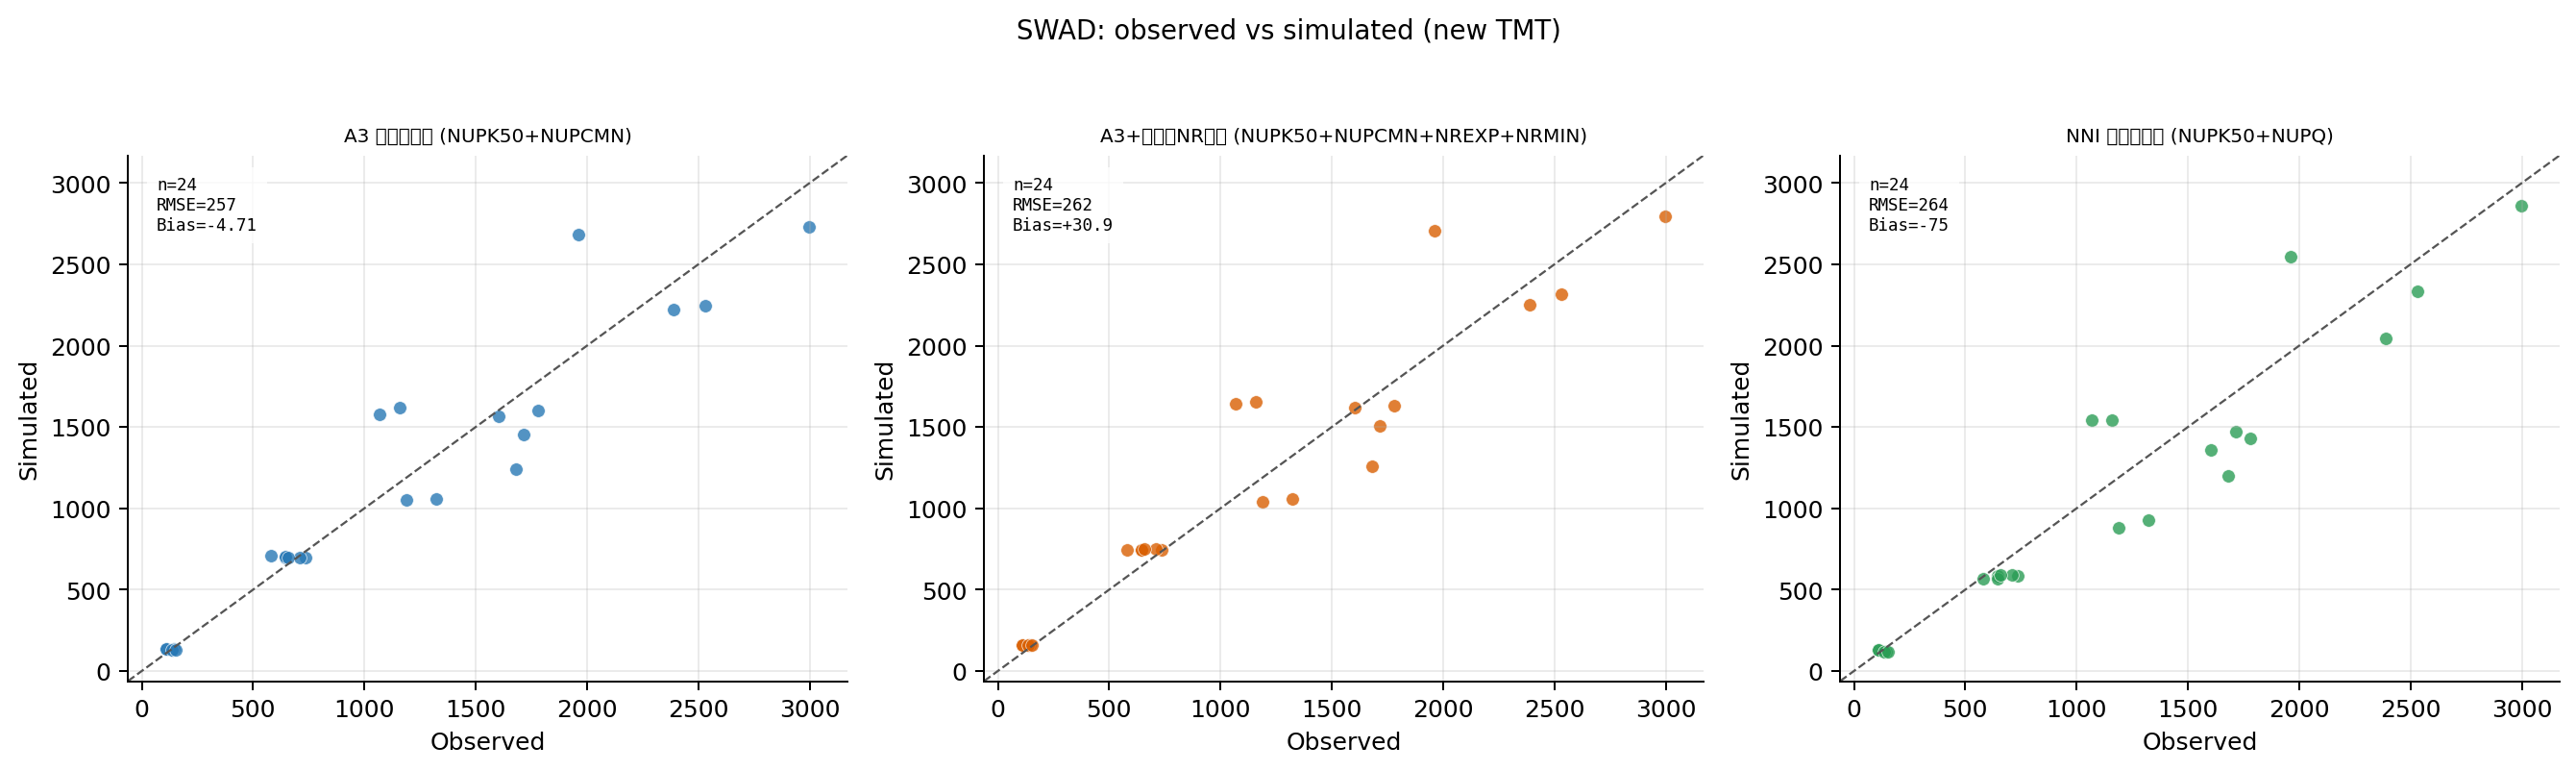 SWAD: observed vs simulated (new TMT)
A3 (NUPK50+NUPCMN)
n=24
RMSE=257
Bias=-4.71
3000
2500
2000
1500
1000
500
0
Simulated
0 500 1000 1500 2000 2500 3000
Observed
A3+ NR (NUPK50+NUPCMN+NREXP+NRMIN)
n=24
RMSE=262
Bias=+30.9
3000
2500
2000
1500
1000
500
0
Simulated
0 500 1000 1500 2000 2500 3000
Observed
NNI (NUPK50+NUPQ)
n=24
RMSE=264
Bias=-75
3000
2500
2000
1500
1000
500
0
Simulated
0 500 1000 1500 2000 2500 3000
Observed